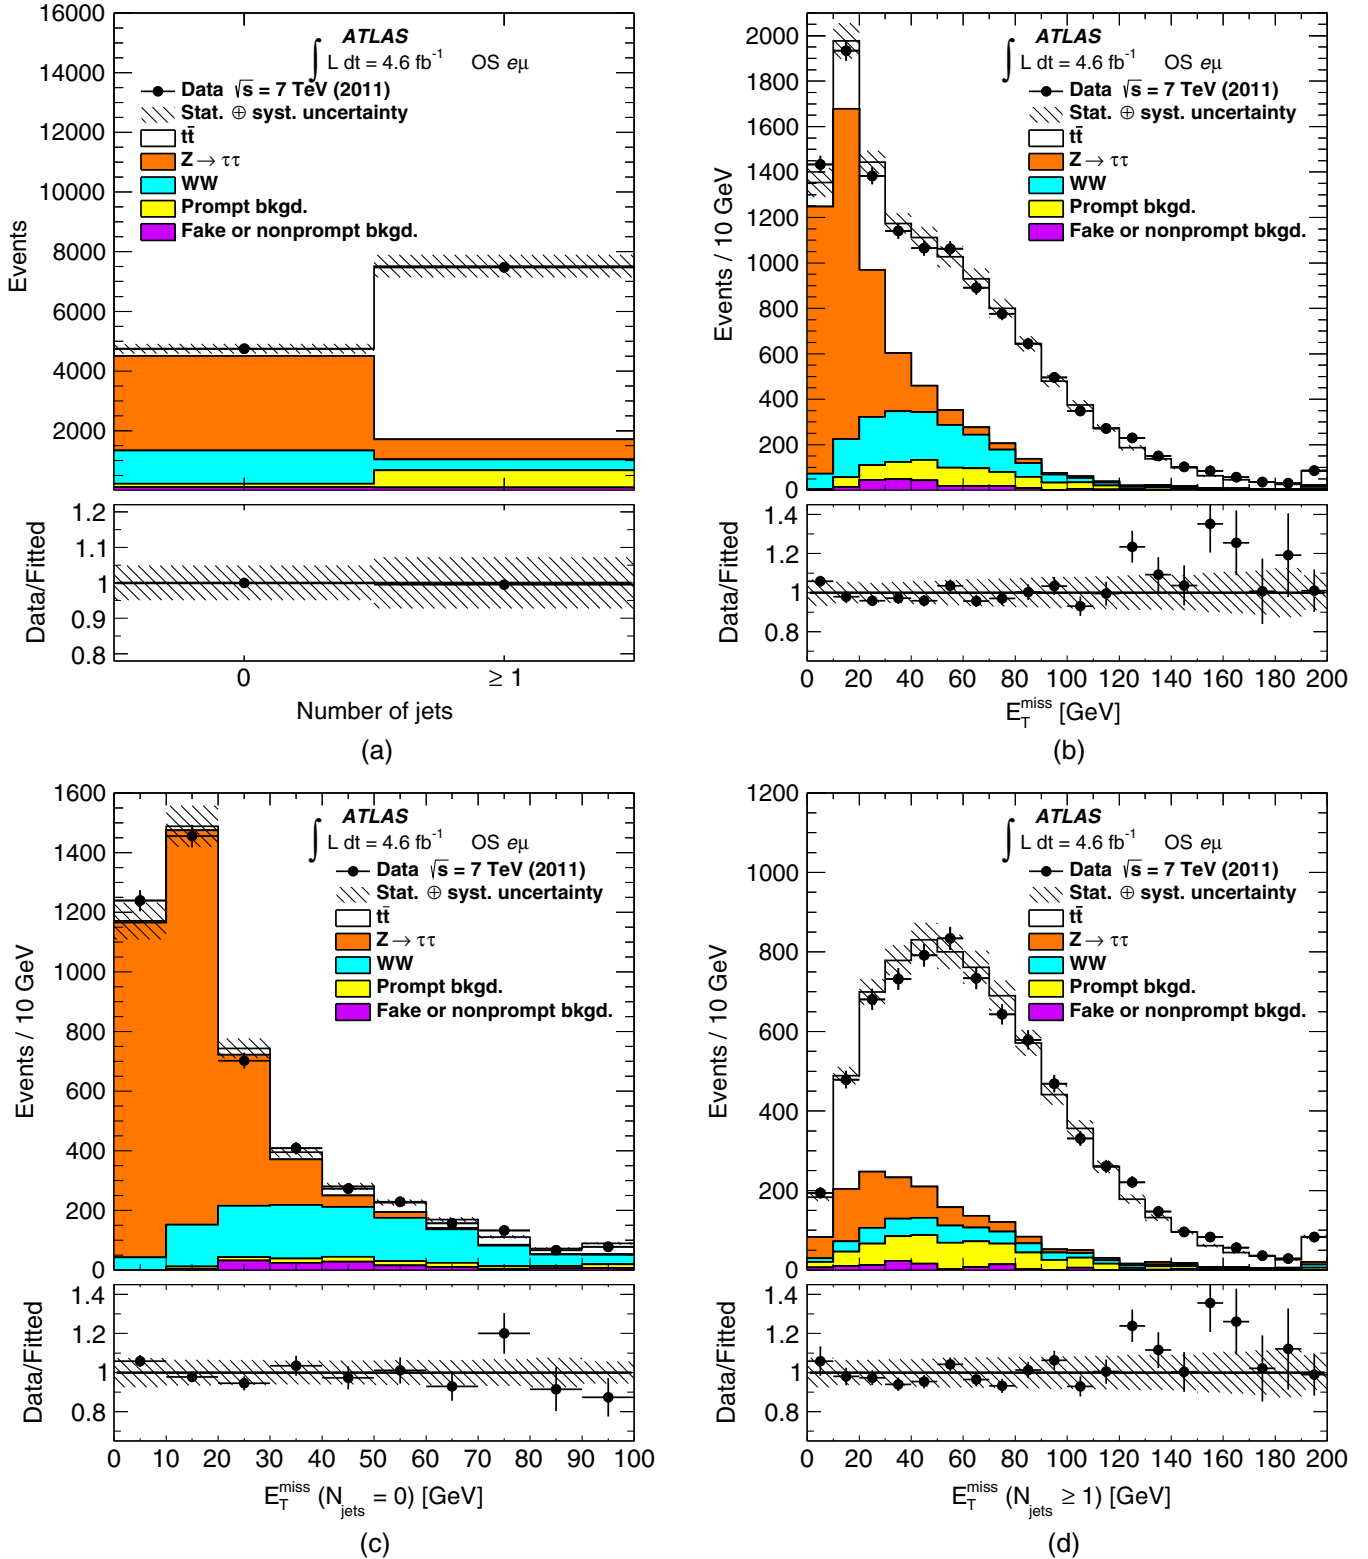 16000
14000
12000
10000
8000
6000
4000
2000
Events
ATLAS
∫ L dt = 4.6 fb⁻¹ OS eμ
Data √s = 7 TeV (2011)
Stat. ⊕ syst. uncertainty
tt̄
Z → ττ
WW
Prompt bkgd.
Fake or nonprompt bkgd.
1.2
1.1
1
0.9
0.8
Data/Fitted
0 ≥ 1
Number of jets
(a)
2000
1800
1600
1400
1200
1000
800
600
400
200
0
Events / 10 GeV
ATLAS
∫ L dt = 4.6 fb⁻¹ OS eμ
Data √s = 7 TeV (2011)
Stat. ⊕ syst. uncertainty
tt̄
Z → ττ
WW
Prompt bkgd.
Fake or nonprompt bkgd.
1.4
1.2
1
0.8
Data/Fitted
0 20 40 60 80 100 120 140 160 180 200
E_T^miss [GeV]
(b)
1600
1400
1200
1000
800
600
400
200
0
Events / 10 GeV
ATLAS
∫ L dt = 4.6 fb⁻¹ OS eμ
Data √s = 7 TeV (2011)
Stat. ⊕ syst. uncertainty
tt̄
Z → ττ
WW
Prompt bkgd.
Fake or nonprompt bkgd.
1.4
1.2
1
0.8
Data/Fitted
0 10 20 30 40 50 60 70 80 90 100
E_T^miss (N_jets = 0) [GeV]
(c)
1200
1000
800
600
400
200
0
Events / 10 GeV
ATLAS
∫ L dt = 4.6 fb⁻¹ OS eμ
Data √s = 7 TeV (2011)
Stat. ⊕ syst. uncertainty
tt̄
Z → ττ
WW
Prompt bkgd.
Fake or nonprompt bkgd.
1.4
1.2
1
0.8
Data/Fitted
0 20 40 60 80 100 120 140 160 180 200
E_T^miss (N_jets ≥ 1) [GeV]
(d)